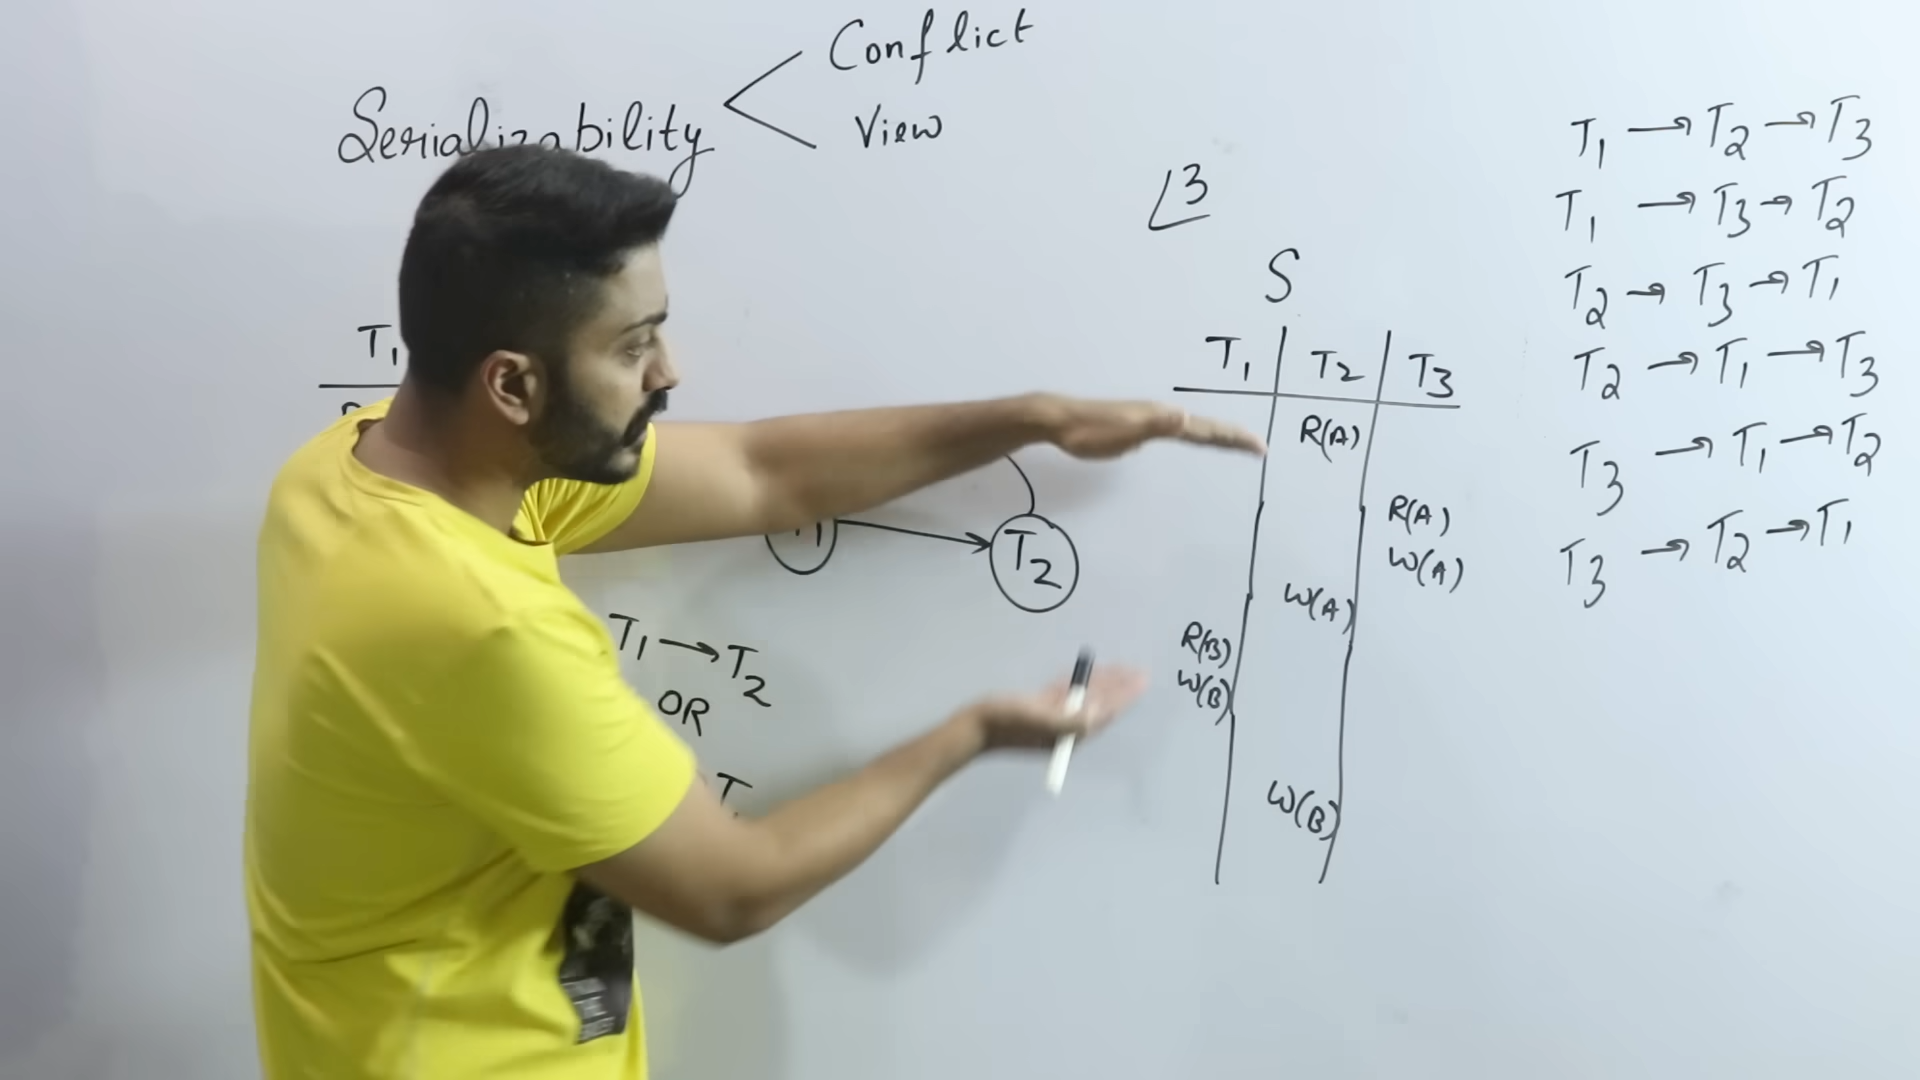 Serializability
Conflict
View
T1
T2
T1 → T2
OR
T
3
S
T1 T2 T3
R(A)
R(A)
W(A)
W(A)
R(B)
W(B)
W(B)
T1 → T2 → T3
T1 → T3 → T2
T2 → T3 → T1
T2 → T1 → T3
T3 → T1 → T2
T3 → T2 → T1